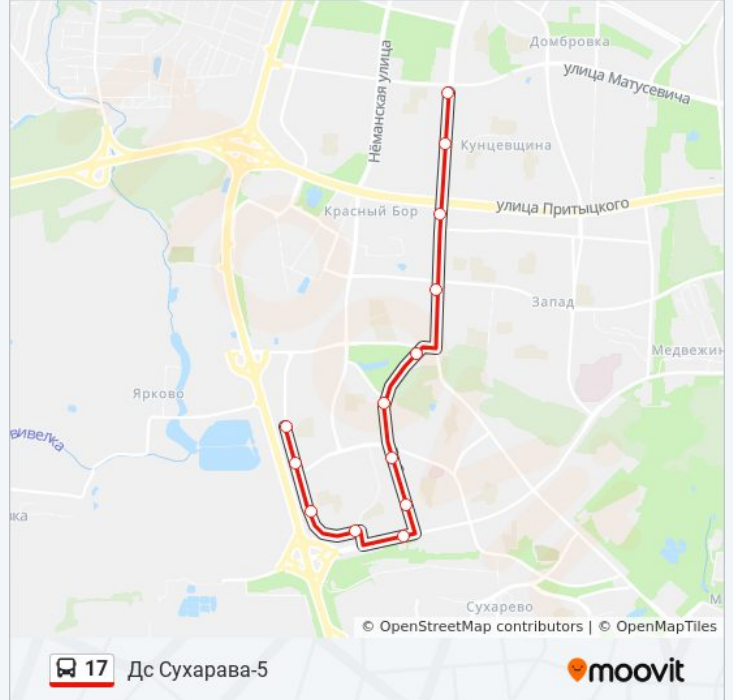 Домбровка
улица Матусевича
Нёманская улица
Кунцевщина
улица Притыцкого
Красный Бор
Запад
Медвежин
Ярково
ивелка
ка
Сухарево
М
© OpenStreetMap contributors | © OpenMapTiles
17 Дс Сухарава-5
moovit